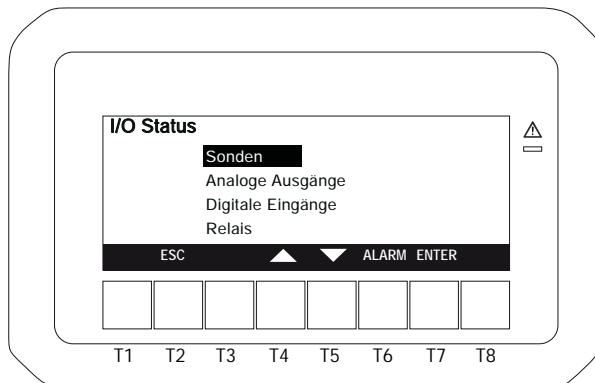 I/O Status
Sonden
Analoge Ausgänge
Digitale Eingänge
Relais
ESC ALARM ENTER
T1 T2 T3 T4 T5 T6 T7 T8